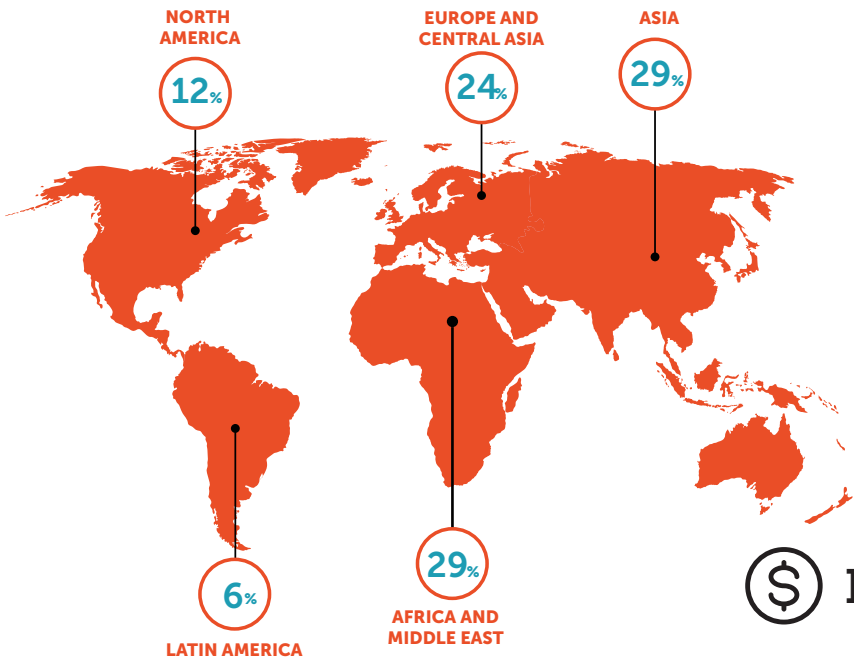 NORTH
AMERICA
12%
EUROPE AND
CENTRAL ASIA
24%
ASIA
29%
6%
LATIN AMERICA
29%
AFRICA AND
MIDDLE EAST
$